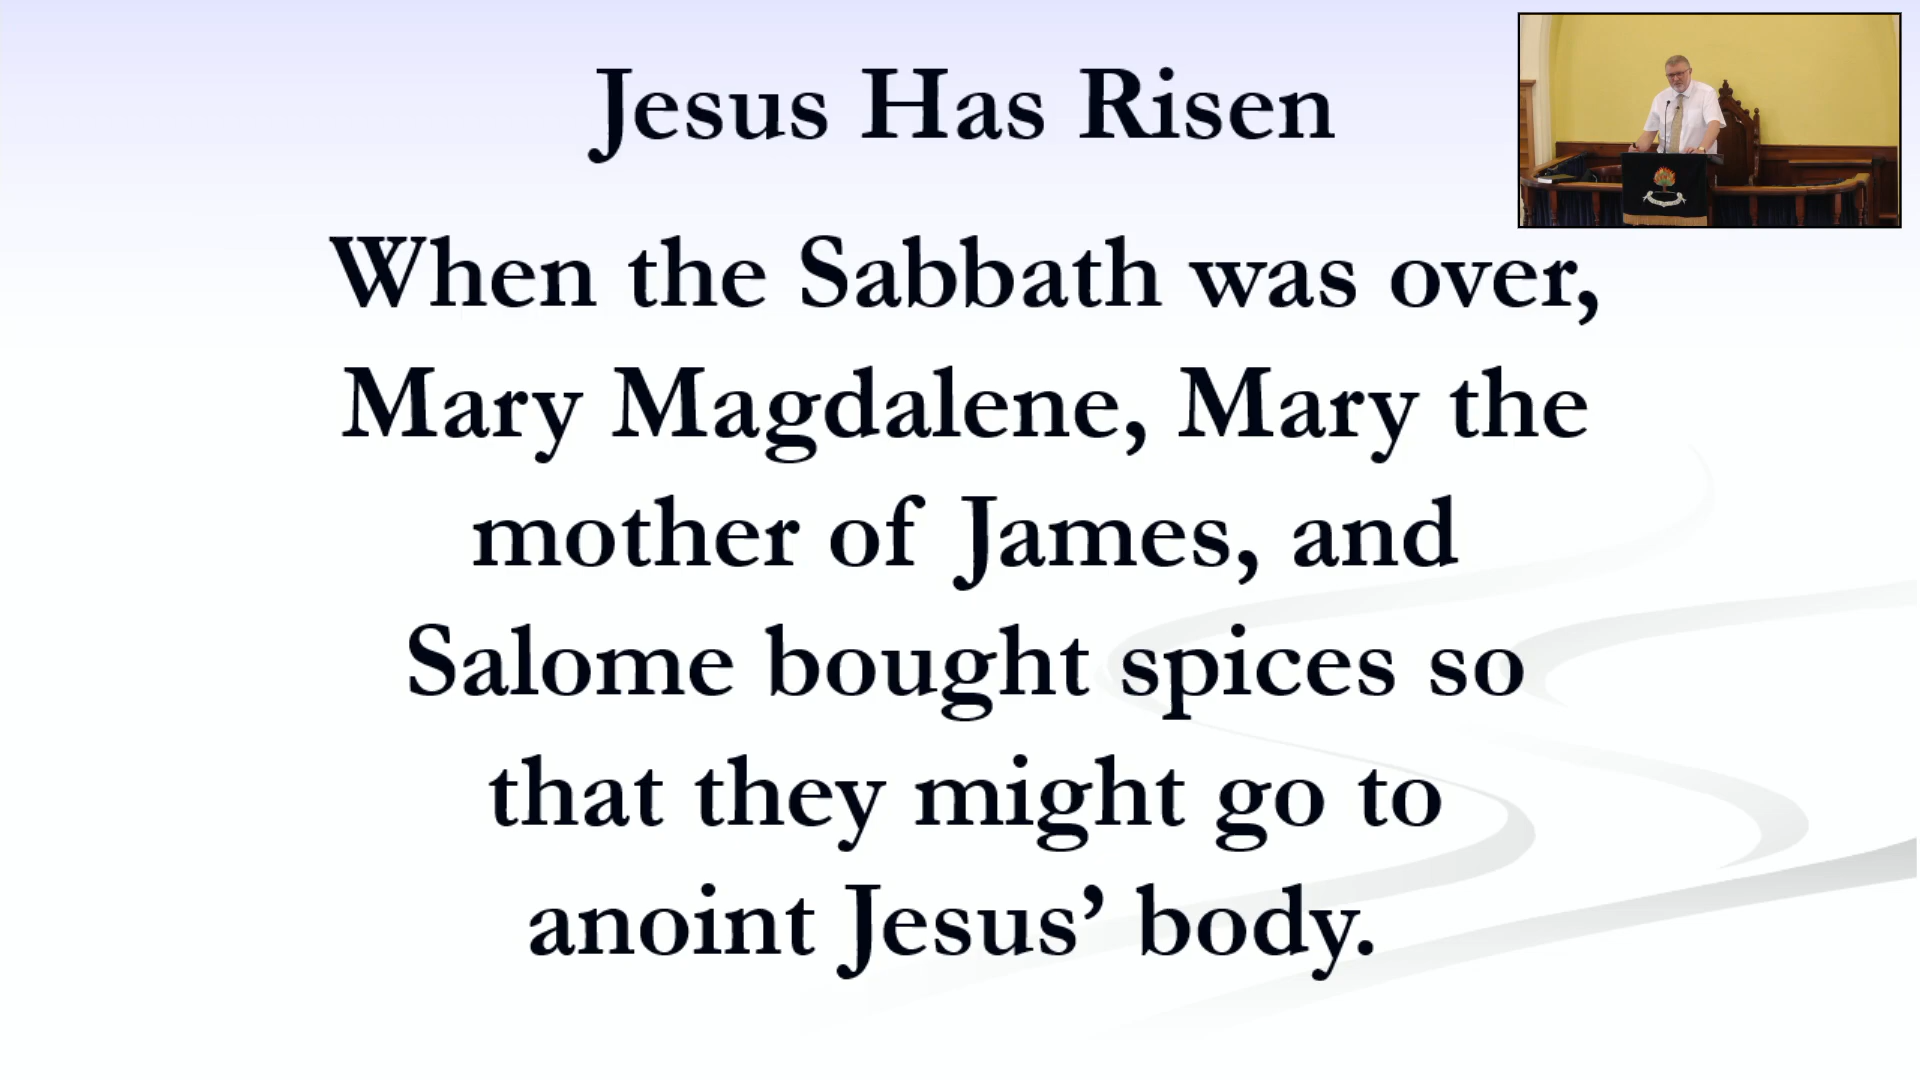 Jesus Has Risen
When the Sabbath was over,
Mary Magdalene, Mary the
mother of James, and
Salome bought spices so
that they might go to
anoint Jesus’ body.